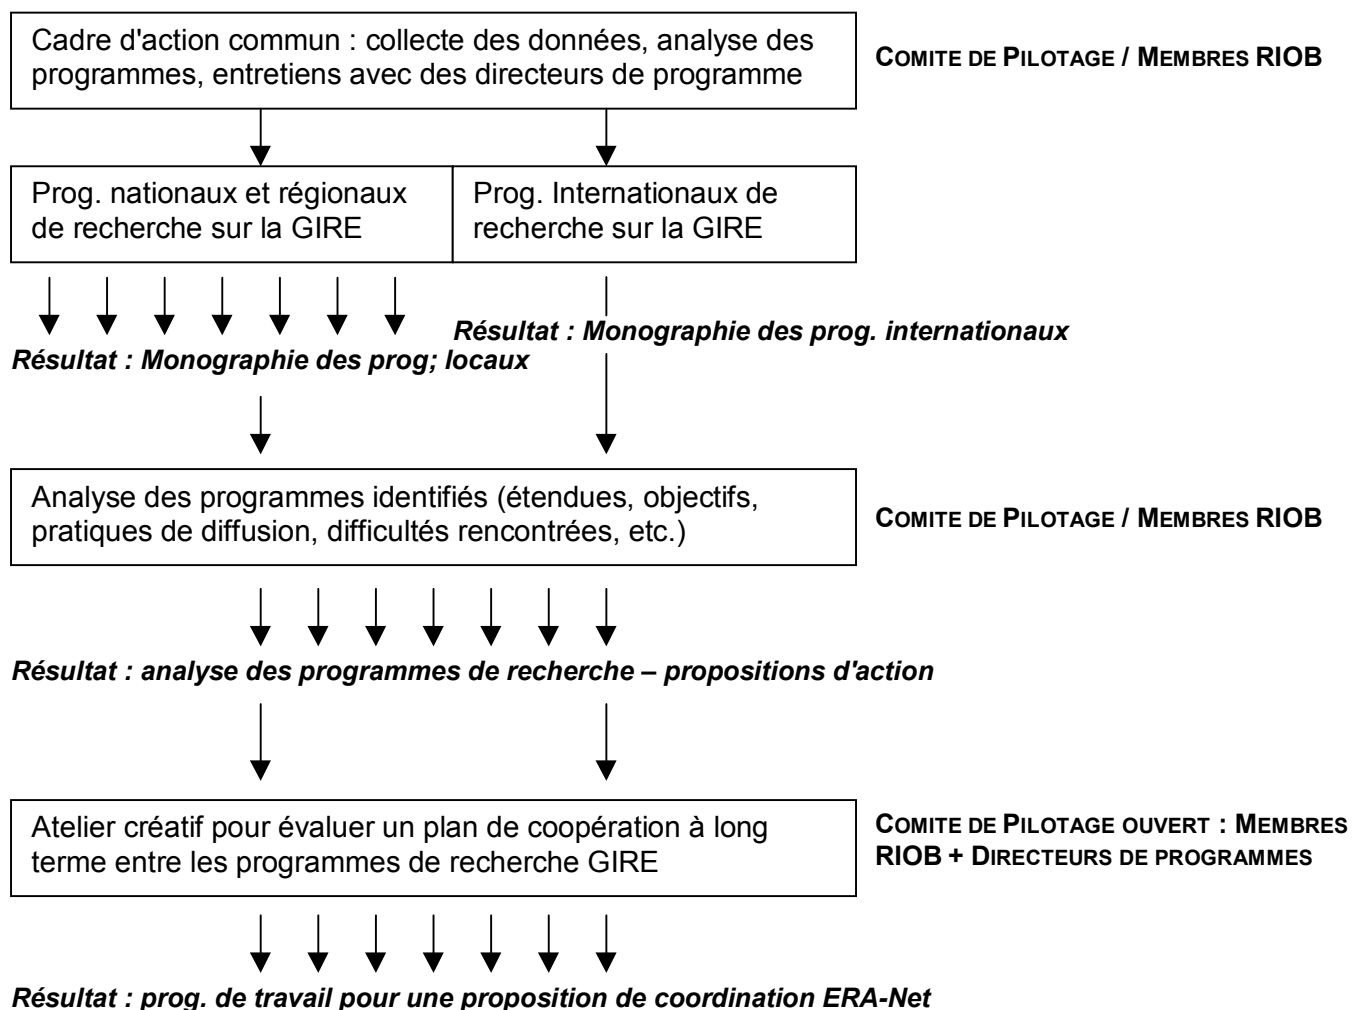 Cadre d'action commun : collecte des données, analyse des
programmes, entretiens avec des directeurs de programme
COMITE DE PILOTAGE / MEMBRES RIOB
Prog. nationaux et régionaux
de recherche sur la GIRE
Prog. Internationaux de
recherche sur la GIRE
Résultat : Monographie des prog. internationaux
Résultat : Monographie des prog; locaux
Analyse des programmes identifiés (étendues, objectifs,
pratiques de diffusion, difficultés rencontrées, etc.)
COMITE DE PILOTAGE / MEMBRES RIOB
Résultat : analyse des programmes de recherche – propositions d'action
Atelier créatif pour évaluer un plan de coopération à long
terme entre les programmes de recherche GIRE
COMITE DE PILOTAGE OUVERT : MEMBRES
RIOB + DIRECTEURS DE PROGRAMMES
Résultat : prog. de travail pour une proposition de coordination ERA-Net